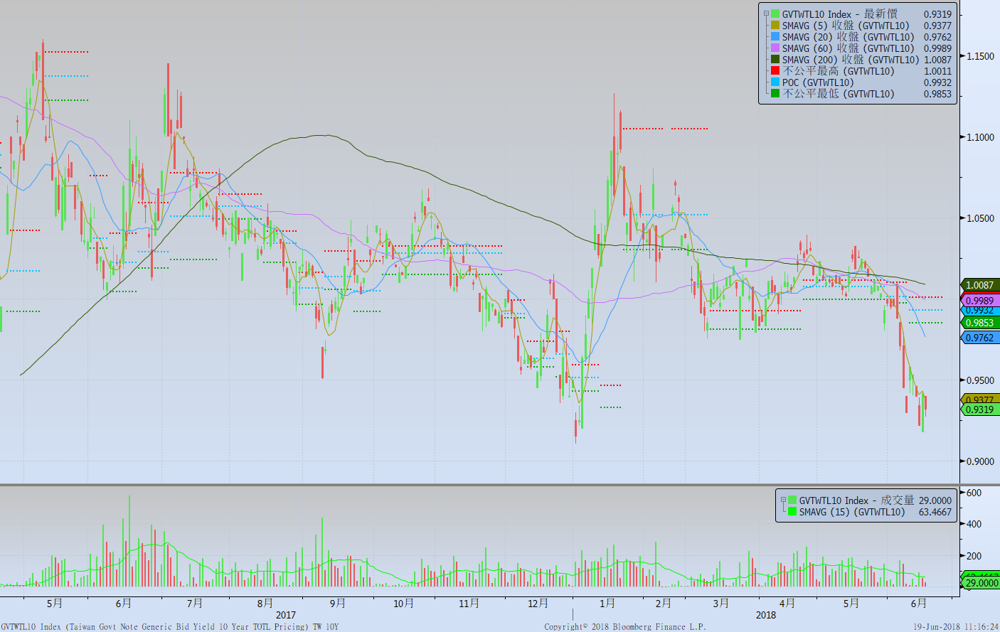 GVTWTL10 Index - 最新價 0.9319
SMAVG (5) 收盤 (GVTWTL10) 0.9377
SMAVG (20) 收盤 (GVTWTL10) 0.9762
SMAVG (60) 收盤 (GVTWTL10) 0.9989
SMAVG (200) 收盤 (GVTWTL10) 1.0087
不公平最高 (GVTWTL10) 1.0011
POC (GVTWTL10) 0.9932
不公平最低 (GVTWTL10) 0.9853
1.1500
1.1000
1.0500
1.0087
0.9989
0.9932
0.9853
0.9762
0.9500
0.9377
0.9319
0.9000
GVTWTL10 Index - 成交量 29.0000
SMAVG (15) (GVTWTL10) 63.4667
600
400
200
63.4667
29.0000
0
5月 6月 7月 8月 9月 10月 11月 12月 1月 2月 3月 4月 5月 6月
2017 2018
GVTWTL10 Index (Taiwan Govt Note Generic Bid Yield 10 Year TOTL Pricing) TW 10Y Copyright© 2018 Bloomberg Finance L.P. 19-Jun-2018 11:16:24